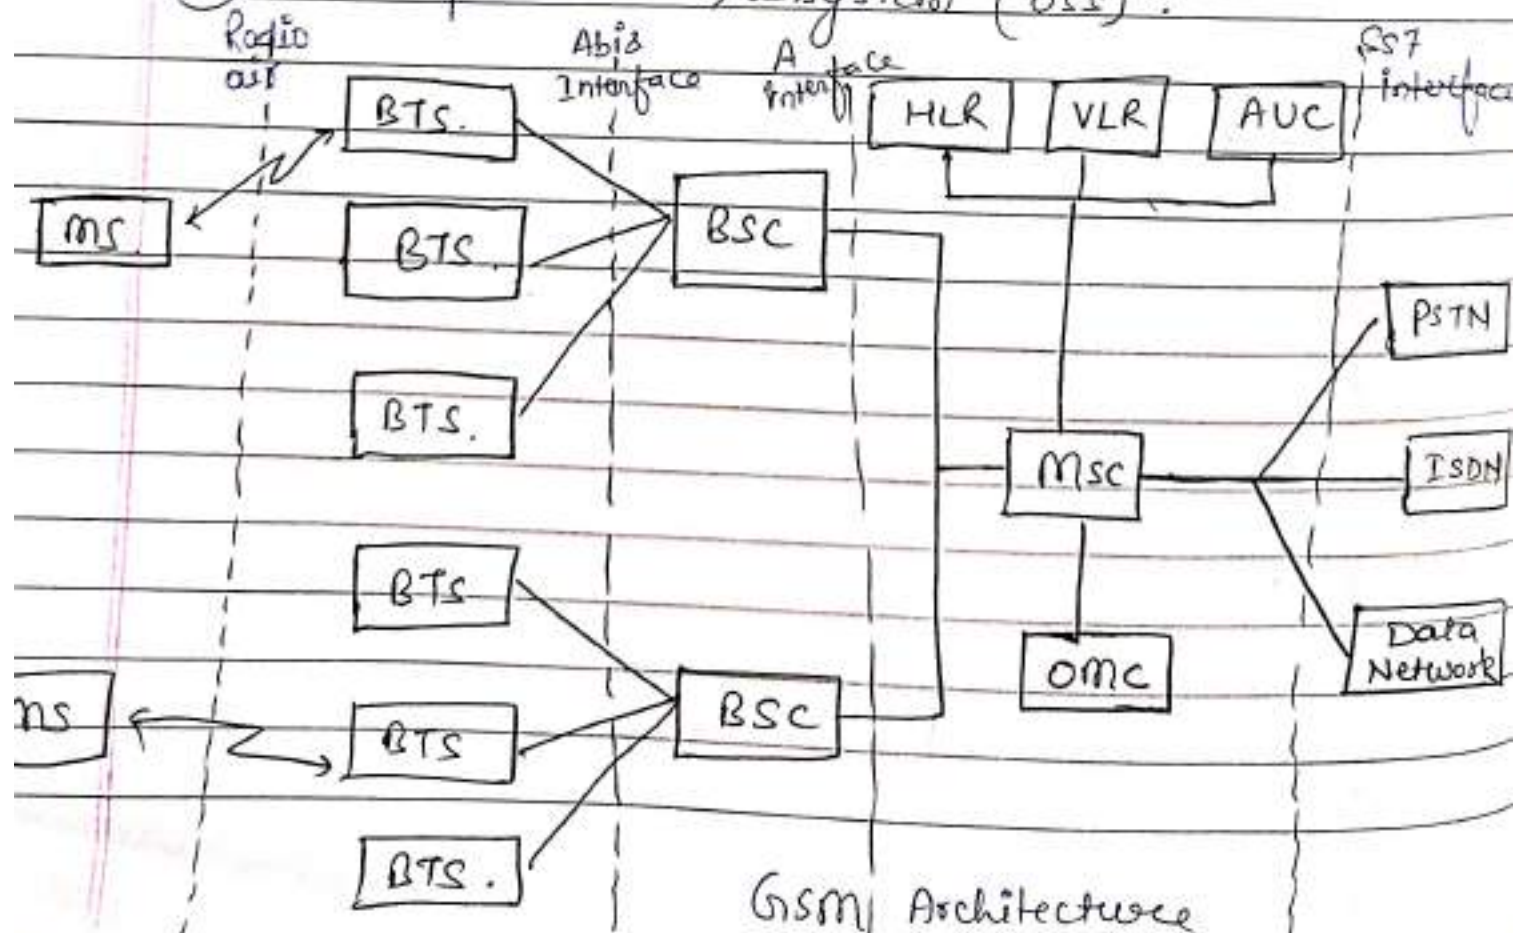 (OSS).
Radio
air
Abis
Interface
A
interface
HLR
VLR
AUC
SS7
interface
BTS.
MS.
BTS.
BSC
PSTN
BTS.
MSC
ISDN
BTS
OMC
Data
Network
MS
BTS
BSC
BTS.
GSM Architecture